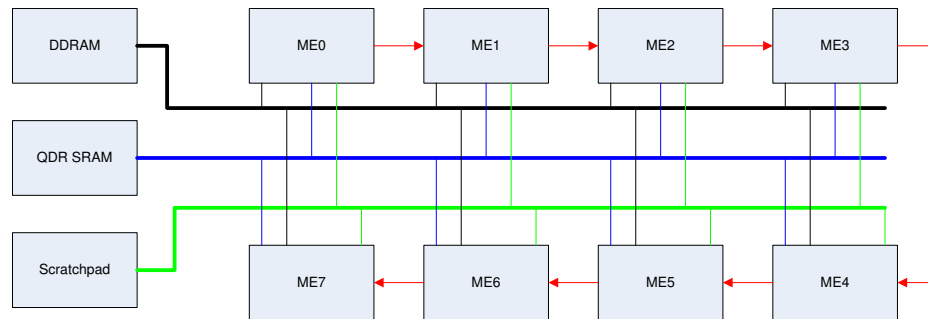 DDRAM
ME0
ME1
ME2
ME3
QDR SRAM
Scratchpad
ME7
ME6
ME5
ME4